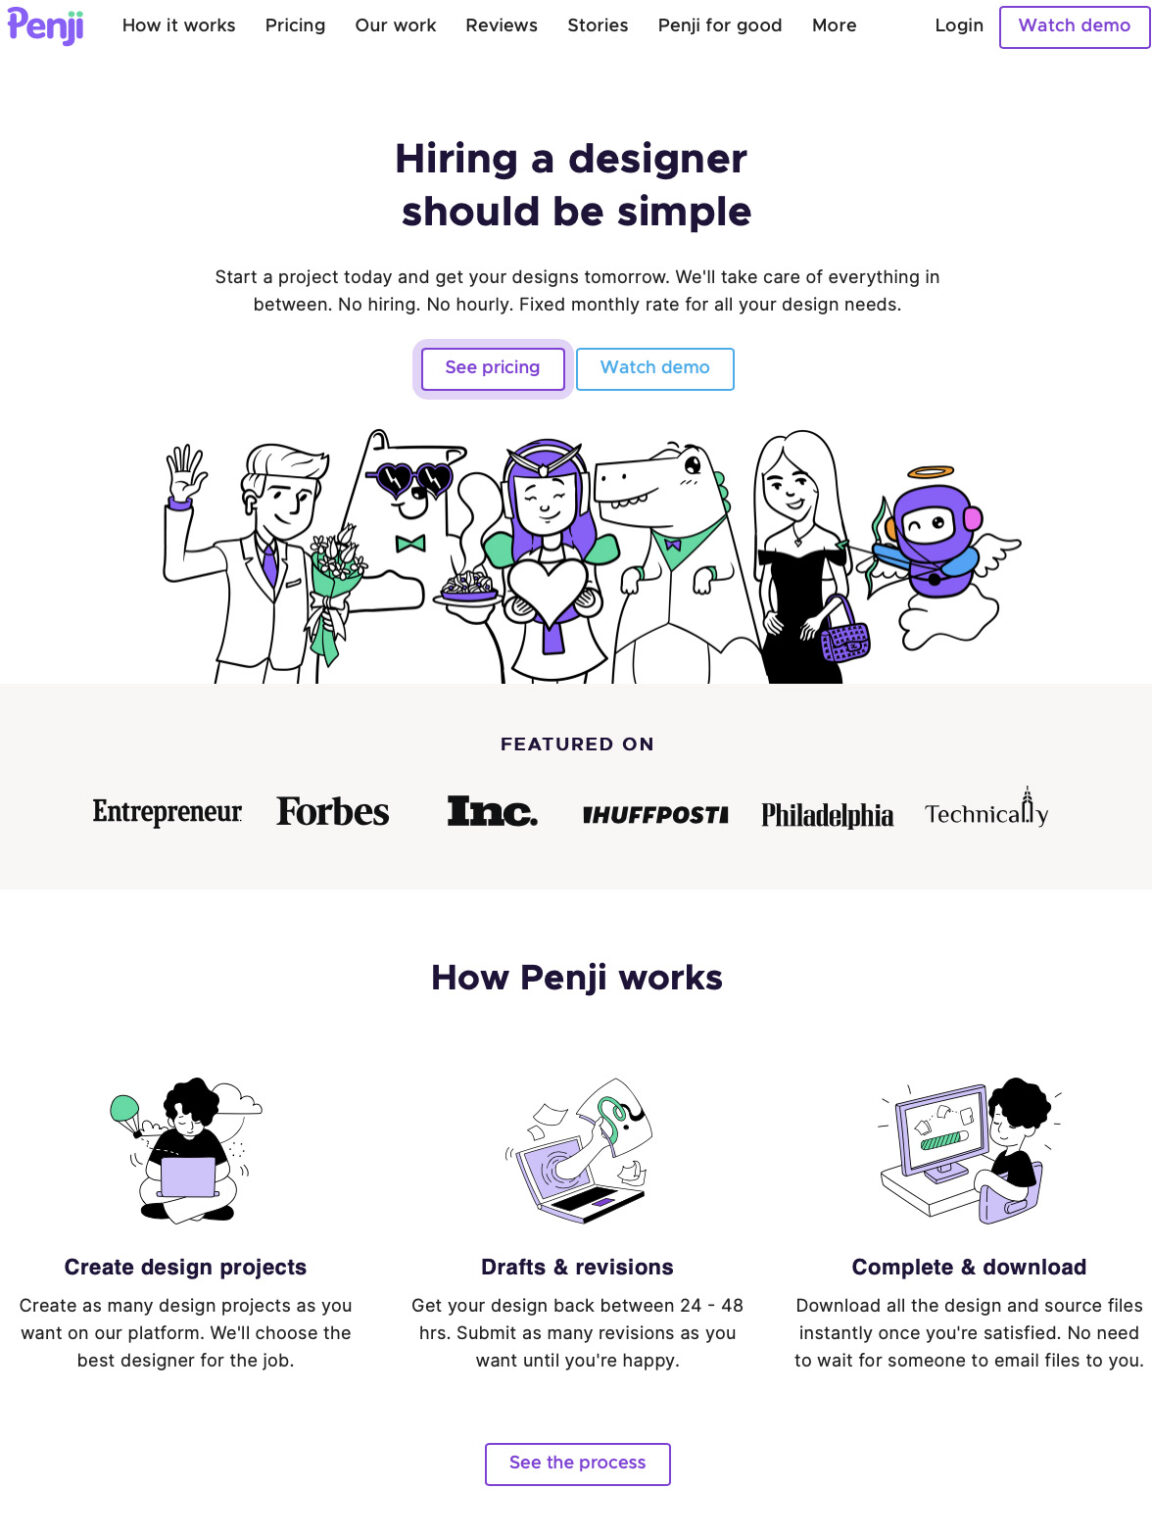 Penji
How it works
Pricing
Our work
Reviews
Stories
Penji for good
More
Login
Watch demo
Hiring a designer
should be simple
Start a project today and get your designs tomorrow. We'll take care of everything in
between. No hiring. No hourly. Fixed monthly rate for all your design needs.
See pricing
Watch demo
FEATURED ON
Entrepreneur
Forbes
Inc.
IHUFFPOSTI
Philadelphia
Technical.ly
How Penji works
Create design projects
Create as many design projects as you
want on our platform. We'll choose the
best designer for the job.
Drafts & revisions
Get your design back between 24 - 48
hrs. Submit as many revisions as you
want until you're happy.
Complete & download
Download all the design and source files
instantly once you're satisfied. No need
to wait for someone to email files to you.
See the process